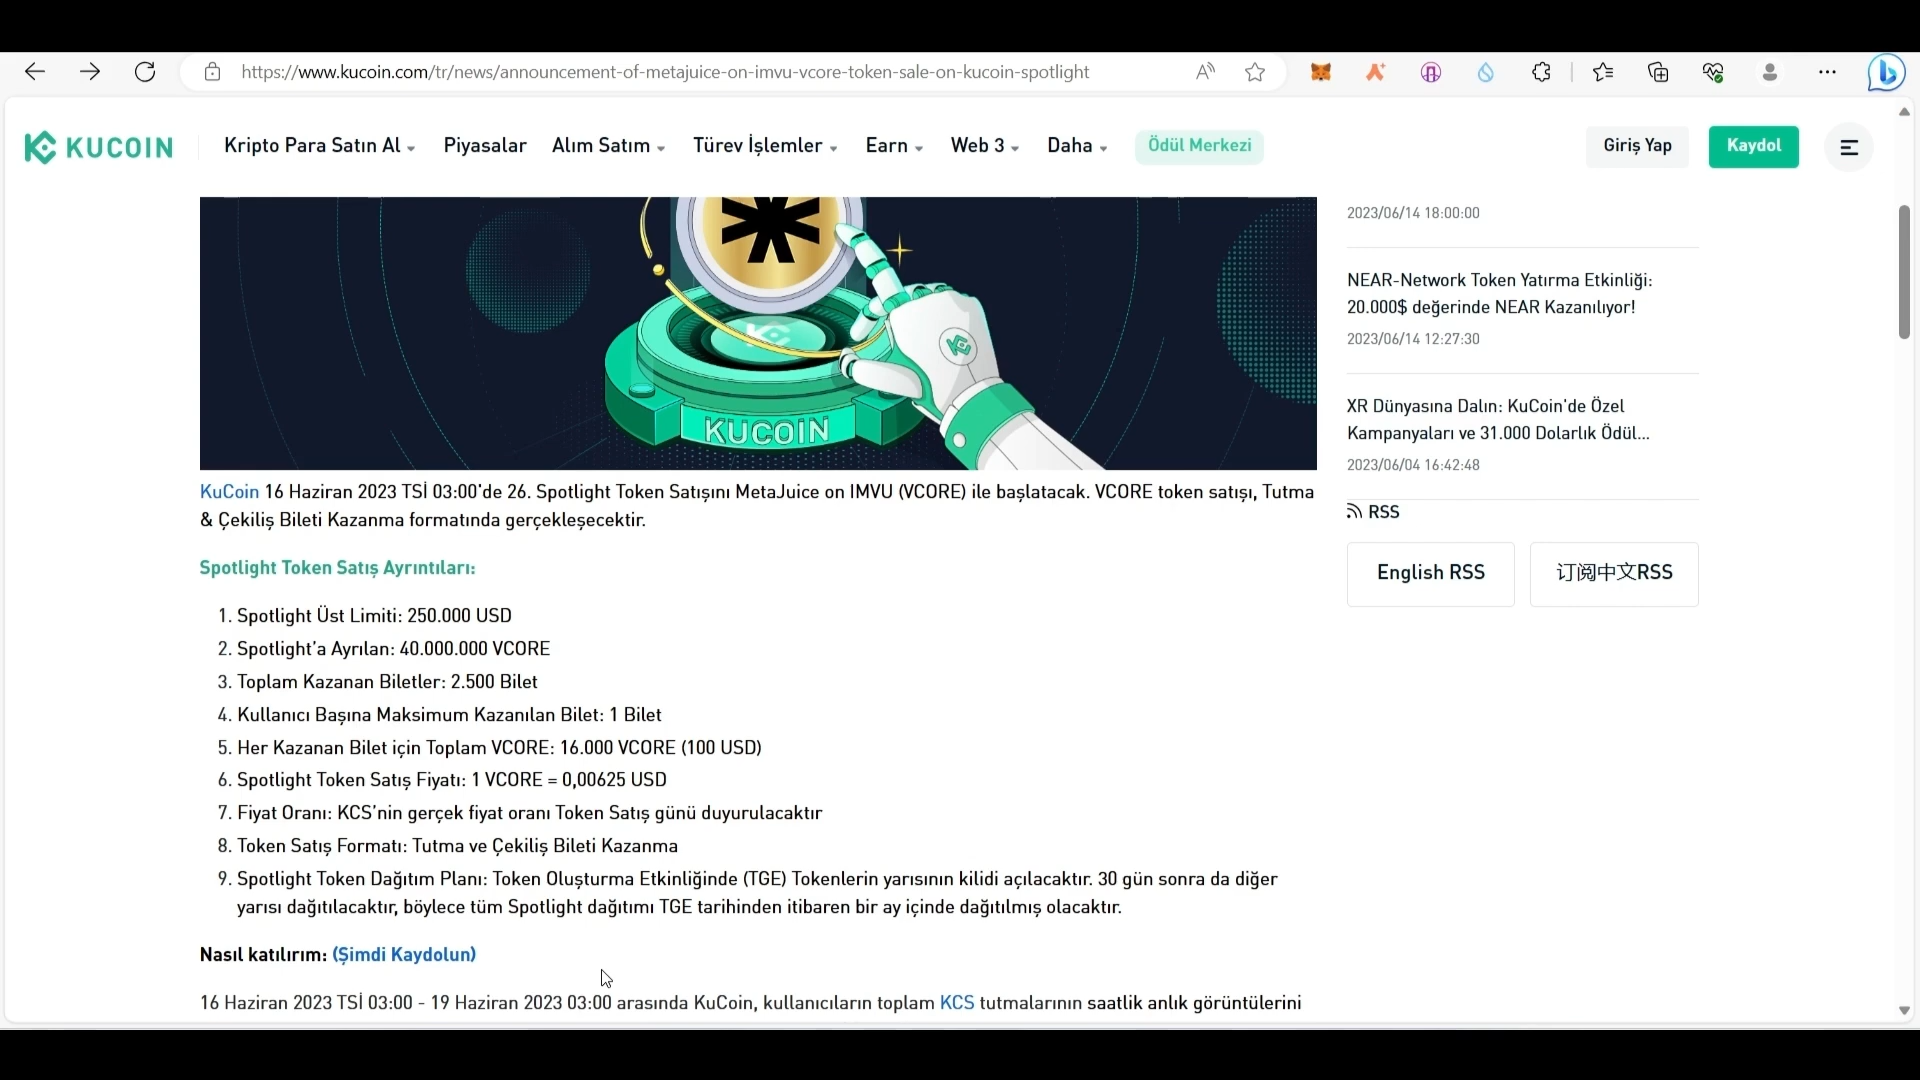 https://www.kucoin.com/tr/news/announcement-of-metajuice-on-imvu-vcore-token-sale-on-kucoin-spotlight
KUCOIN
Kripto Para Satın Al
Piyasalar
Alım Satım
Türev İşlemler
Earn
Web 3
Daha
Ödül Merkezi
Giriş Yap
Kaydol
KUCOIN
KuCoin 16 Haziran 2023 TSİ 03:00'de 26. Spotlight Token Satışını MetaJuice on IMVU (VCORE) ile başlatacak. VCORE token satışı, Tutma
& Çekiliş Bileti Kazanma formatında gerçekleşecektir.
Spotlight Token Satış Ayrıntıları:
1. Spotlight Üst Limiti: 250.000 USD
2. Spotlight’a Ayrılan: 40.000.000 VCORE
3. Toplam Kazanan Biletler: 2.500 Bilet
4. Kullanıcı Başına Maksimum Kazanılan Bilet: 1 Bilet
5. Her Kazanan Bilet için Toplam VCORE: 16.000 VCORE (100 USD)
6. Spotlight Token Satış Fiyatı: 1 VCORE = 0,00625 USD
7. Fiyat Oranı: KCS’nin gerçek fiyat oranı Token Satış günü duyurulacaktır
8. Token Satış Formatı: Tutma ve Çekiliş Bileti Kazanma
9. Spotlight Token Dağıtım Planı: Token Oluşturma Etkinliğinde (TGE) Tokenlerin yarısının kilidi açılacaktır. 30 gün sonra da diğer
yarısı dağıtılacaktır, böylece tüm Spotlight dağıtımı TGE tarihinden itibaren bir ay içinde dağıtılmış olacaktır.
Nasıl katılırım: (Şimdi Kaydolun)
16 Haziran 2023 TSİ 03:00 - 19 Haziran 2023 03:00 arasında KuCoin, kullanıcıların toplam KCS tutmalarının saatlik anlık görüntülerini
2023/06/14 18:00:00
NEAR-Network Token Yatırma Etkinliği:
20.000$ değerinde NEAR Kazanılıyor!
2023/06/14 12:27:30
XR Dünyasına Dalın: KuCoin'de Özel
Kampanyaları ve 31.000 Dolarlık Ödül...
2023/06/04 16:42:48
RSS
English RSS
订阅中文RSS